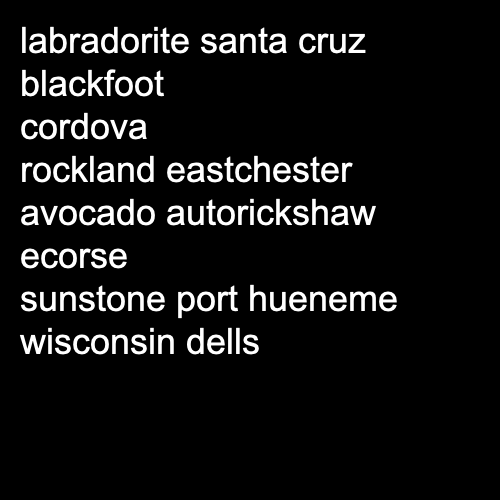 labradorite santa cruz
blackfoot
cordova
rockland eastchester
avocado autorickshaw
ecorse
sunstone port hueneme
wisconsin dells